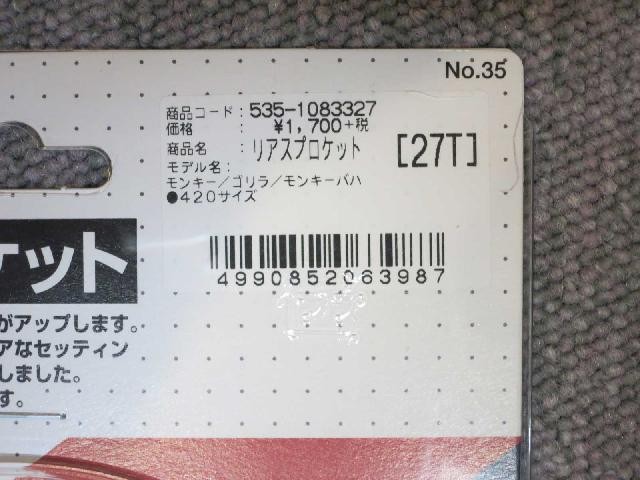 No.35
商品コード：535-1083327
価格　　　：　¥1,700+税
商品名　：リアスプロケット　[27T]
モデル名：
モンキー／ゴリラ／モンキーバハ
●420サイズ
4990852063987
ケット
がアップします。
アなセッティン
しました。
す。